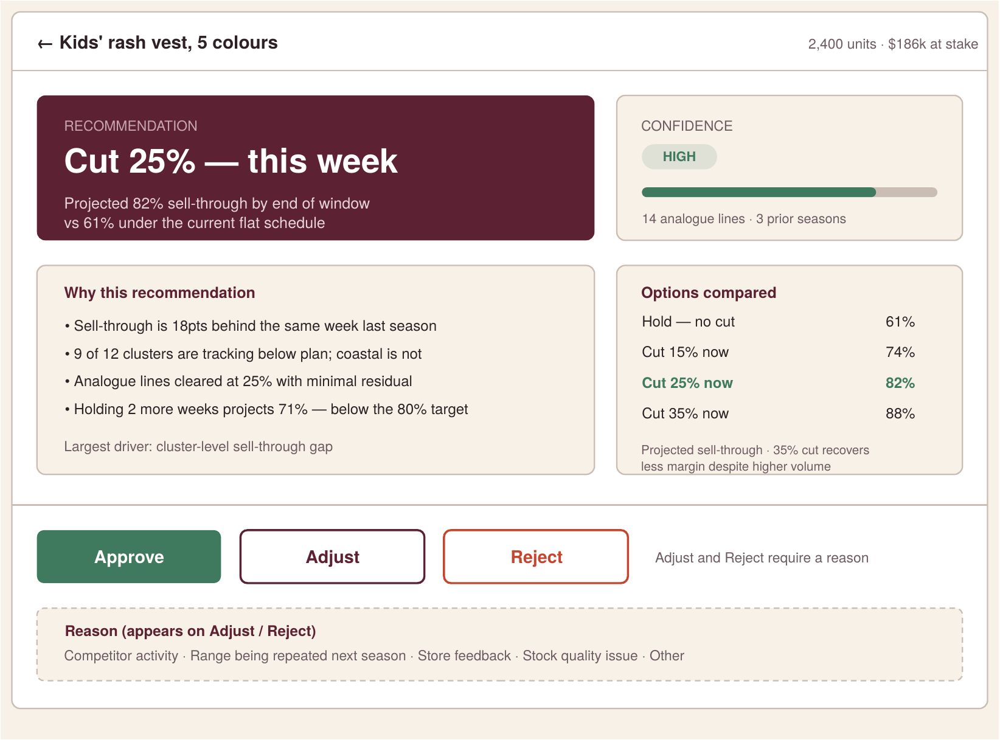 ← Kids' rash vest, 5 colours
2,400 units · $186k at stake
RECOMMENDATION
Cut 25% — this week
Projected 82% sell-through by end of window
vs 61% under the current flat schedule
CONFIDENCE
HIGH
14 analogue lines · 3 prior seasons
Why this recommendation
• Sell-through is 18pts behind the same week last season
• 9 of 12 clusters are tracking below plan; coastal is not
• Analogue lines cleared at 25% with minimal residual
• Holding 2 more weeks projects 71% — below the 80% target
Largest driver: cluster-level sell-through gap
Options compared
Hold — no cut 61%
Cut 15% now 74%
Cut 25% now 82%
Cut 35% now 88%
Projected sell-through · 35% cut recovers
less margin despite higher volume
Approve
Adjust
Reject
Adjust and Reject require a reason
Reason (appears on Adjust / Reject)
Competitor activity · Range being repeated next season · Store feedback · Stock quality issue · Other